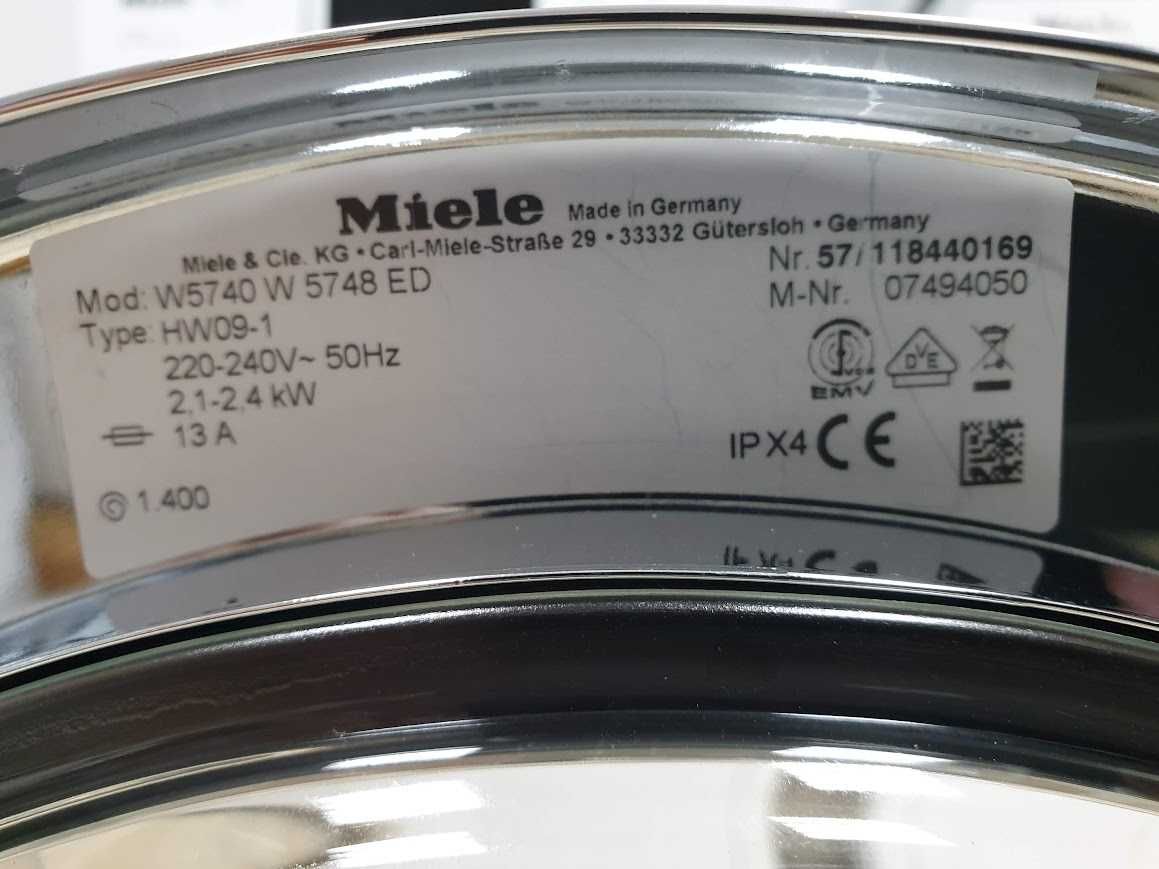 Miele Made in Germany
Miele & Cie. KG • Carl-Miele-Straße 29 • 33332 Gütersloh • Germany
Mod: W5740 W 5748 ED
Nr. 57/118440169
Type: HW09-1
M-Nr. 07494050
220-240V~ 50Hz
2,1-2,4 kW
13 A
DVE
EMV
IPX4 CE
1.400